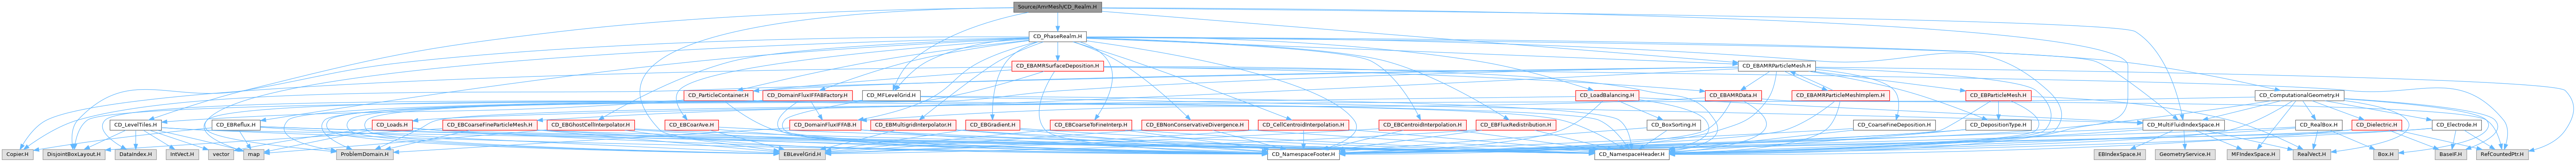 Source/AmrMesh/CD_Realm.H
CD_PhaseRealm.H
CD_EBAMRSurfaceDeposition.H
CD_EBAMRParticleMesh.H
CD_ParticleContainer.H
CD_DomainFluxIFFABFactory.H
CD_MFLevelGrid.H
CD_LoadBalancing.H
CD_EBAMRData.H
CD_EBAMRParticleMeshImplem.H
CD_EBParticleMesh.H
CD_ComputationalGeometry.H
CD_LevelTiles.H
CD_EBReflux.H
CD_Loads.H
CD_EBCoarseFineParticleMesh.H
CD_EBGhostCellInterpolator.H
CD_EBCoarAve.H
CD_DomainFluxIFFAB.H
CD_EBMultigridInterpolator.H
CD_EBGradient.H
CD_EBCoarseToFineInterp.H
CD_EBNonConservativeDivergence.H
CD_CellCentroidInterpolation.H
CD_EBCentroidInterpolation.H
CD_EBFluxRedistribution.H
CD_BoxSorting.H
CD_CoarseFineDeposition.H
CD_DepositionType.H
CD_MultiFluidIndexSpace.H
CD_RealBox.H
CD_Dielectric.H
CD_Electrode.H
Copier.H
DisjointBoxLayout.H
DataIndex.H
IntVect.H
vector
map
ProblemDomain.H
EBLevelGrid.H
CD_NamespaceFooter.H
CD_NamespaceHeader.H
EBIndexSpace.H
GeometryService.H
MFIndexSpace.H
RealVect.H
Box.H
BaseIF.H
RefCountedPtr.H